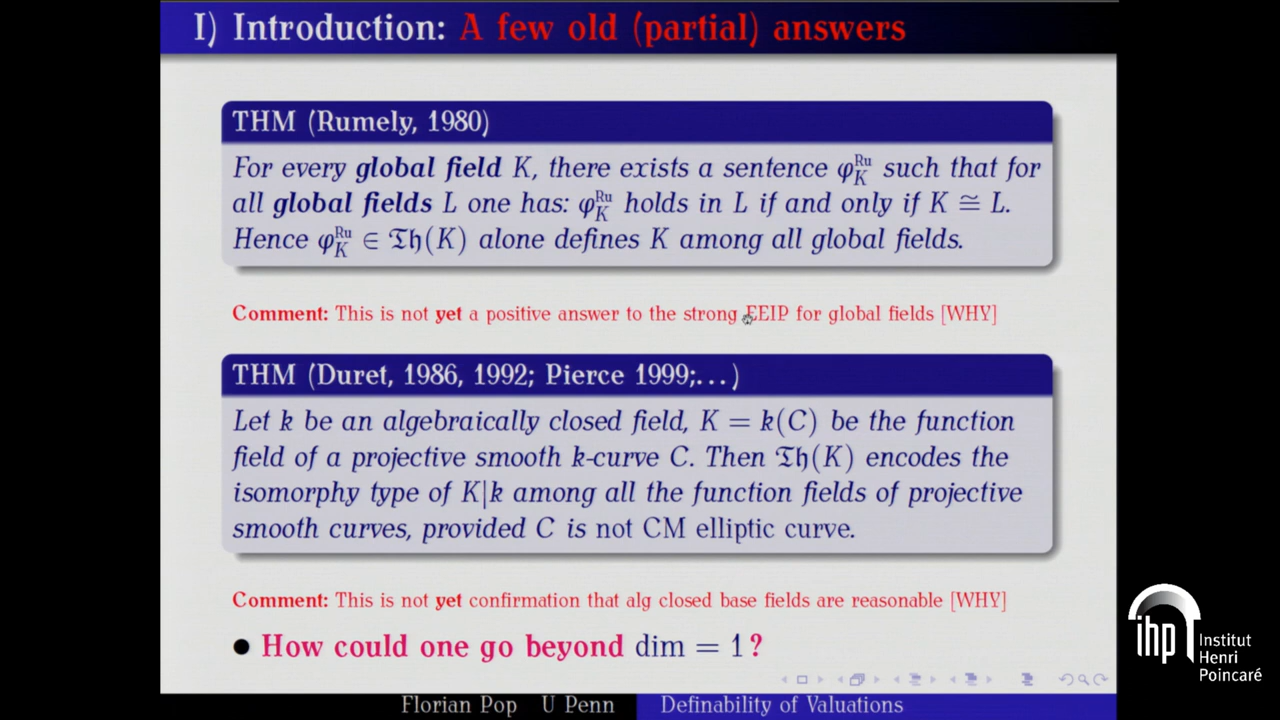 I) Introduction: A few old (partial) answers
THM (Rumely, 1980)
For every global field K, there exists a sentence φ_K^Ru such that for
all global fields L one has: φ_K^Ru holds in L if and only if K ≅ L.
Hence φ_K^Ru ∈ 𝔗𝔥(K) alone defines K among all global fields.
Comment: This is not yet a positive answer to the strong EEIP for global fields [WHY]
THM (Duret, 1986, 1992; Pierce 1999;...)
Let k be an algebraically closed field, K = k(C) be the function
field of a projective smooth k-curve C. Then 𝔗𝔥(K) encodes the
isomorphy type of K|k among all the function fields of projective
smooth curves, provided C is not CM elliptic curve.
Comment: This is not yet confirmation that alg closed base fields are reasonable [WHY]
• How could one go beyond dim = 1?
Florian Pop U Penn Definability of Valuations
ihp Institut
Henri
Poincaré